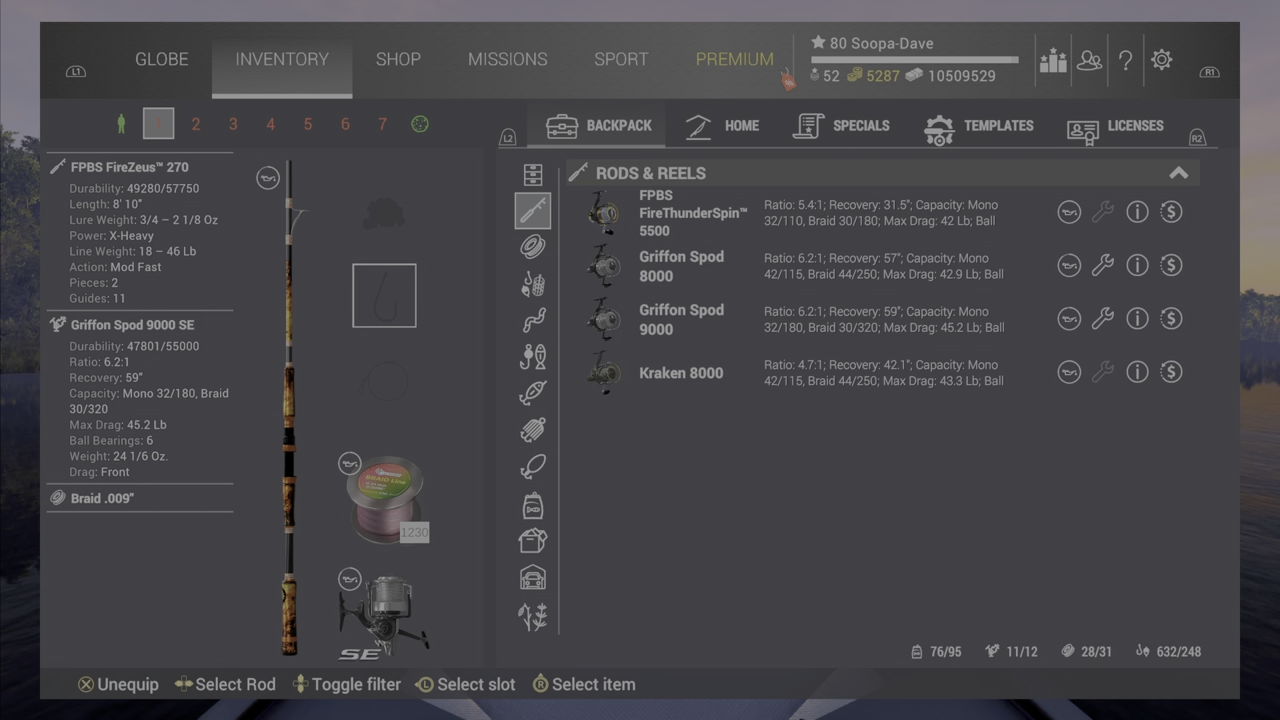 L1
GLOBE
INVENTORY
SHOP
MISSIONS
SPORT
PREMIUM
80 Soopa-Dave
52 5287 10509529
?
R1
1 2 3 4 5 6 7
L2
BACKPACK
HOME
SPECIALS
TEMPLATES
LICENSES
R2
FPBS FireZeus™ 270
Durability: 49280/57750
Length: 8' 10"
Lure Weight: 3/4 – 2 1/8 Oz
Power: X-Heavy
Line Weight: 18 – 46 Lb
Action: Mod Fast
Pieces: 2
Guides: 11
Griffon Spod 9000 SE
Durability: 47801/55000
Ratio: 6.2:1
Recovery: 59"
Capacity: Mono 32/180, Braid
30/320
Max Drag: 45.2 Lb
Ball Bearings: 6
Weight: 24 1/6 Oz.
Drag: Front
Braid .009"
BRAID Line
1230
SE
RODS & REELS
FPBS
FireThunderSpin™
5500
Ratio: 5.4:1; Recovery: 31.5"; Capacity: Mono
32/110, Braid 30/180; Max Drag: 42 Lb; Ball
Griffon Spod
8000
Ratio: 6.2:1; Recovery: 57"; Capacity: Mono
42/115, Braid 44/250; Max Drag: 42.9 Lb; Ball
Griffon Spod
9000
Ratio: 6.2:1; Recovery: 59"; Capacity: Mono
32/180, Braid 30/320; Max Drag: 45.2 Lb; Ball
Kraken 8000
Ratio: 4.7:1; Recovery: 42.1"; Capacity: Mono
42/115, Braid 44/250; Max Drag: 43.3 Lb; Ball
76/95 11/12 28/31 632/248
Unequip
Select Rod
Toggle filter
L Select slot
R Select item